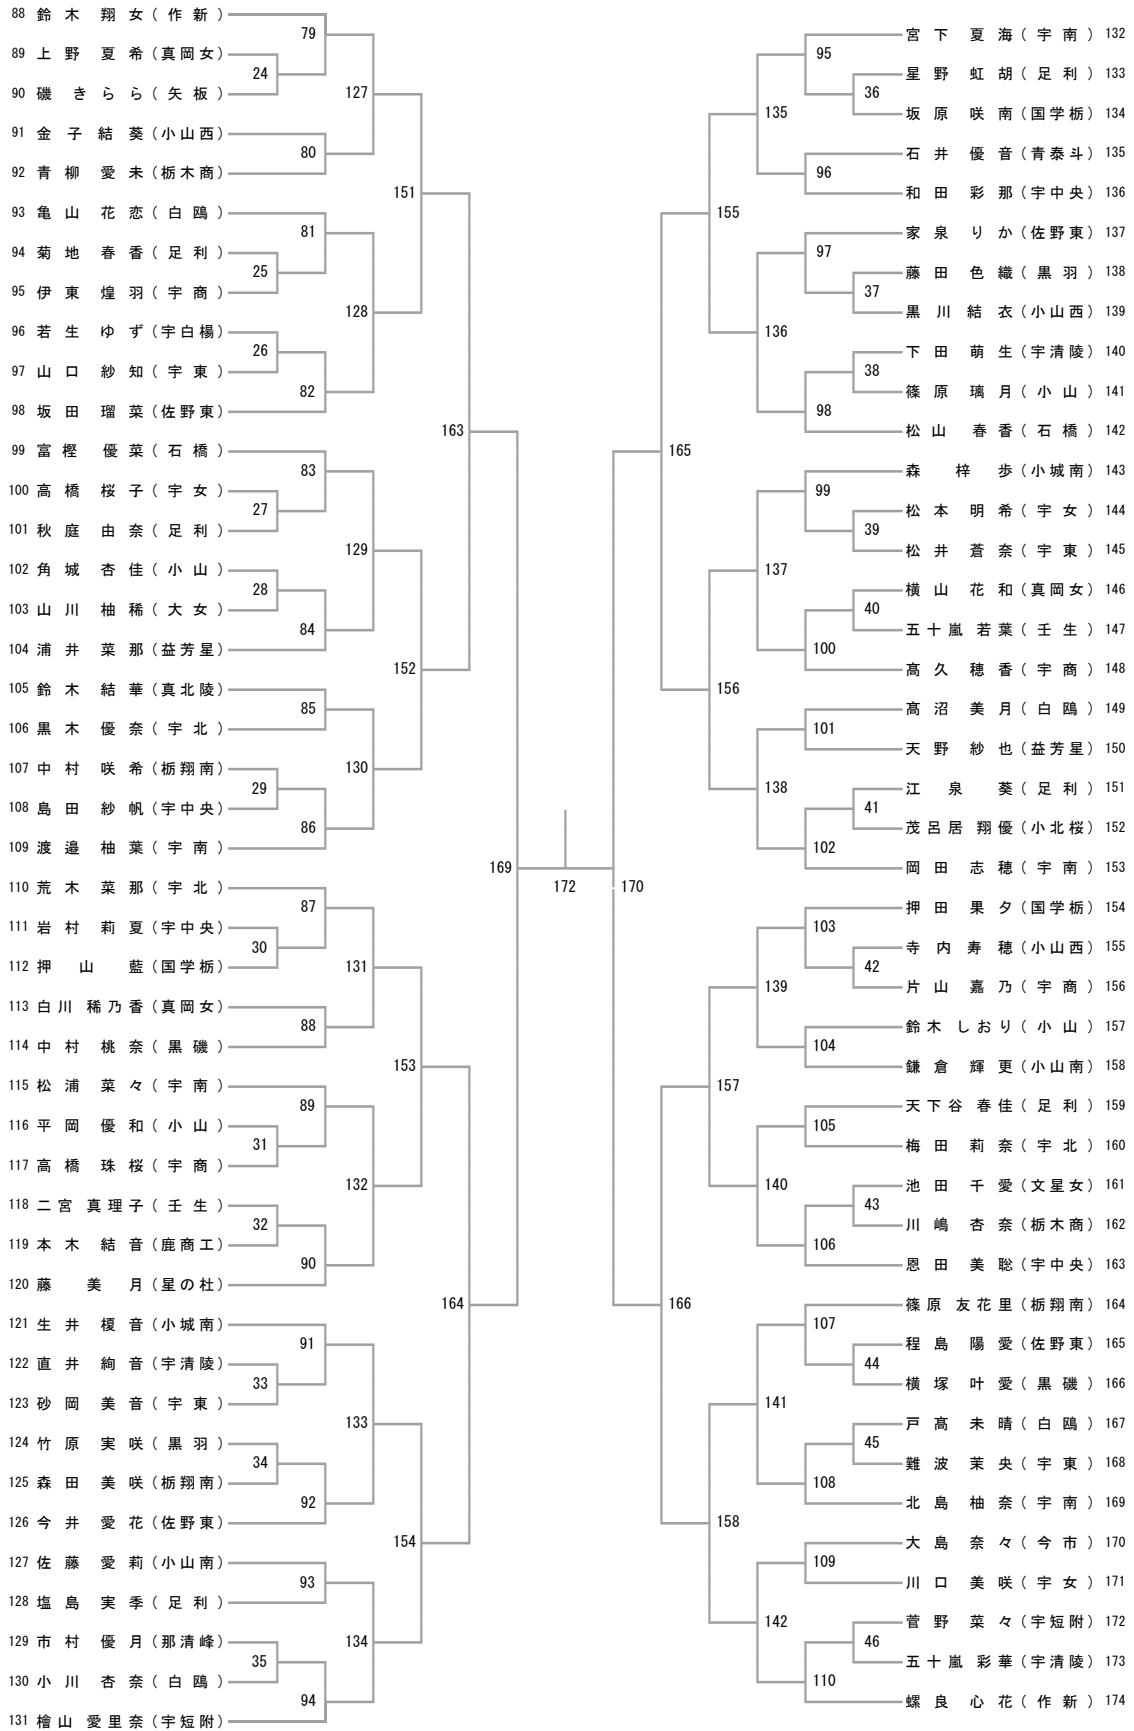 88 鈴木 翔女(作新)
89 上野 夏希(真岡女)
90 磯 きらら(矢板)
91 金子結葵(小山西)
92 青柳 愛未(栃木商)
93 亀山 花恋(白鴎)
94 菊地 春香(足利)
95 伊東 煌羽(宇商)
96 若生 ゆず(宇白楊)
97 山口 紗知(宇東)
98 坂田 瑠菜(佐野東)
99 富樫 優菜(石橋)
100 高橋 桜子(宇女)
101 秋庭 由奈(足利)
102 角城 杏佳(小山)
103 山川 柚稀(大女)
104 浦井 菜那(益芳星)
105 鈴木 結華(真北陵)
106 黒木 優奈(宇北)
107 中村 咲希(栃翔南)
108 島田 紗帆(宇中央)
109 渡邉 柚葉(宇南)
110 荒木 菜那(宇北)
111 岩村 莉夏(宇中央)
112 押山 藍(国学栃)
113 白川 稀乃香(真岡女)
114 中村 桃奈(黒磯)
115 松浦 菜々(宇南)
116 平岡 優和(小山)
117 高橋 珠桜(宇商)
118 二宮 真理子(壬生)
119 本木 結音(鹿商工)
120 藤 美月(星の杜)
121 生井 榎音(小城南)
122 直井 絢音(宇清陵)
123 砂岡 美音(宇東)
124 竹原 実咲(黒羽)
125 森田 美咲(栃翔南)
126 今井 愛花(佐野東)
127 佐藤 愛莉(小山南)
128 塩島 実季(足利)
129 市村 優月(那清峰)
130 小川 杏奈(白鴎)
131 檜山 愛里奈(宇短附)
79
24
127
80
151
81
25
128
26
82
163
83
27
129
28
84
152
85
130
29
86
169
87
30
131
88
153
89
31
132
32
90
164
91
33
133
34
92
154
93
134
35
94
172
170
95
36
135
96
155
97
37
136
38
98
165
99
39
137
40
100
156
101
138
41
102
103
42
139
104
157
105
140
43
106
166
107
44
141
45
108
158
109
142
46
110
宮下 夏海(宇南) 132
星野 虹胡(足利) 133
坂原 咲南(国学栃) 134
石井 優音(青泰斗) 135
和田 彩那(宇中央) 136
家泉 りか(佐野東) 137
藤田 色織(黒羽) 138
黒川結衣(小山西) 139
下田 萌生(宇清陵) 140
篠原 璃月(小山) 141
松山 春香(石橋) 142
森 梓歩(小城南) 143
松本 明希(宇女) 144
松井 蒼奈(宇東) 145
横山 花和(真岡女) 146
五十嵐 若葉(壬生) 147
髙久 穂香(宇商) 148
髙沼 美月(白鴎) 149
天野 紗也(益芳星) 150
江泉 葵(足利) 151
茂呂居 翔優(小北桜) 152
岡田 志穂(宇南) 153
押田 果夕(国学栃) 154
寺内寿穂(小山西) 155
片山 嘉乃(宇商) 156
鈴木 しおり(小山) 157
鎌倉 輝更(小山南) 158
天下谷 春佳(足利) 159
梅田 莉奈(宇北) 160
池田 千愛(文星女) 161
川嶋 杏奈(栃木商) 162
恩田 美聡(宇中央) 163
篠原 友花里(栃翔南) 164
程島 陽愛(佐野東) 165
横塚 叶愛(黒磯) 166
戸髙 未晴(白鴎) 167
難波 茉央(宇東) 168
北島 柚奈(宇南) 169
大島 奈々(今市) 170
川口 美咲(宇女) 171
菅野 菜々(宇短附) 172
五十嵐 彩華(宇清陵) 173
螺良 心花(作新) 174